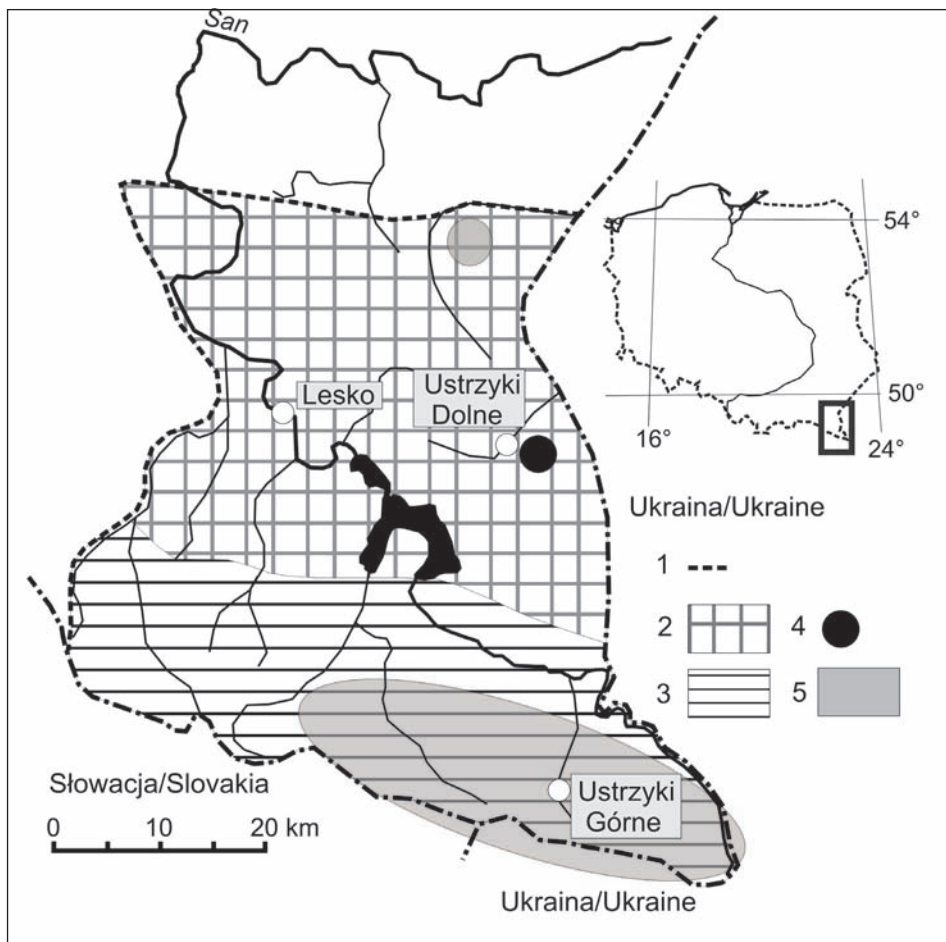 San
54°
50°
16°
24°
Lesko
Ustrzyki
Dolne
Ukraina/Ukraine
1
2
4
3
5
Słowacja/Slovakia
0 10 20 km
Ustrzyki
Górne
Ukraina/Ukraine